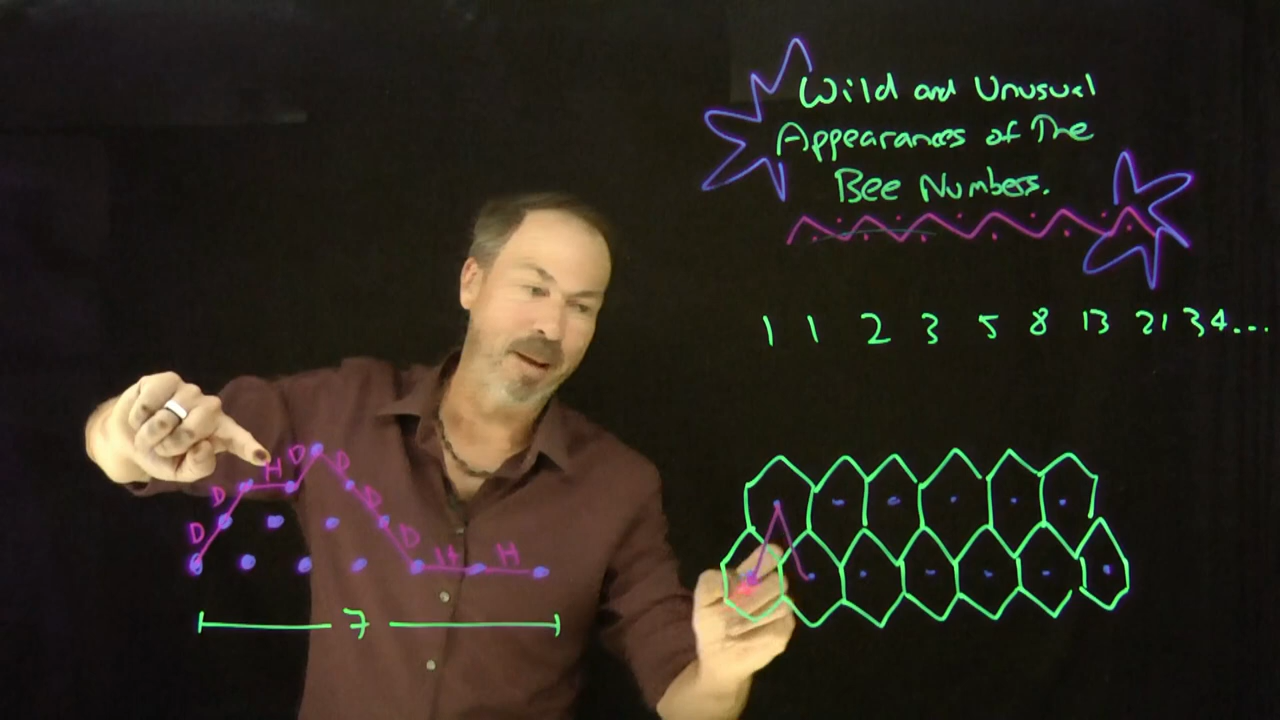 Wild and Unusual
Appearances of The
Bee Numbers.
1 1 2 3 5 8 13 21 34...
D D H D D D D H H
7